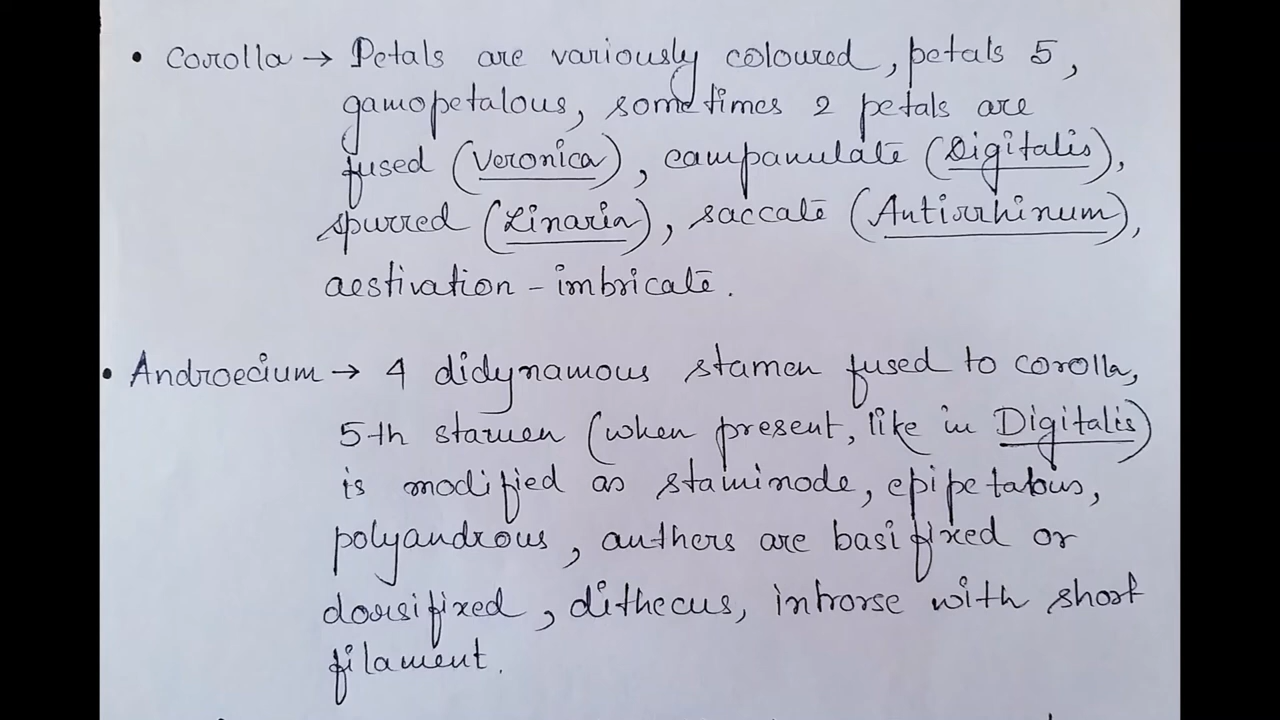 • Corolla → Petals are variously coloured, petals 5,
gamopetalous, sometimes 2 petals are
fused (Veronica), campanulate (Digitalis),
spurred (Linaria), saccate (Antirrhinum),
aestivation - imbricate.
• Androecium → 4 didynamous stamen fused to corolla,
5th stamen (when present, like in Digitalis)
is modified as staminode, epipetalous,
polyandrous, anthers are basifixed or
dorsifixed, dithecus, introrse with short
filament.